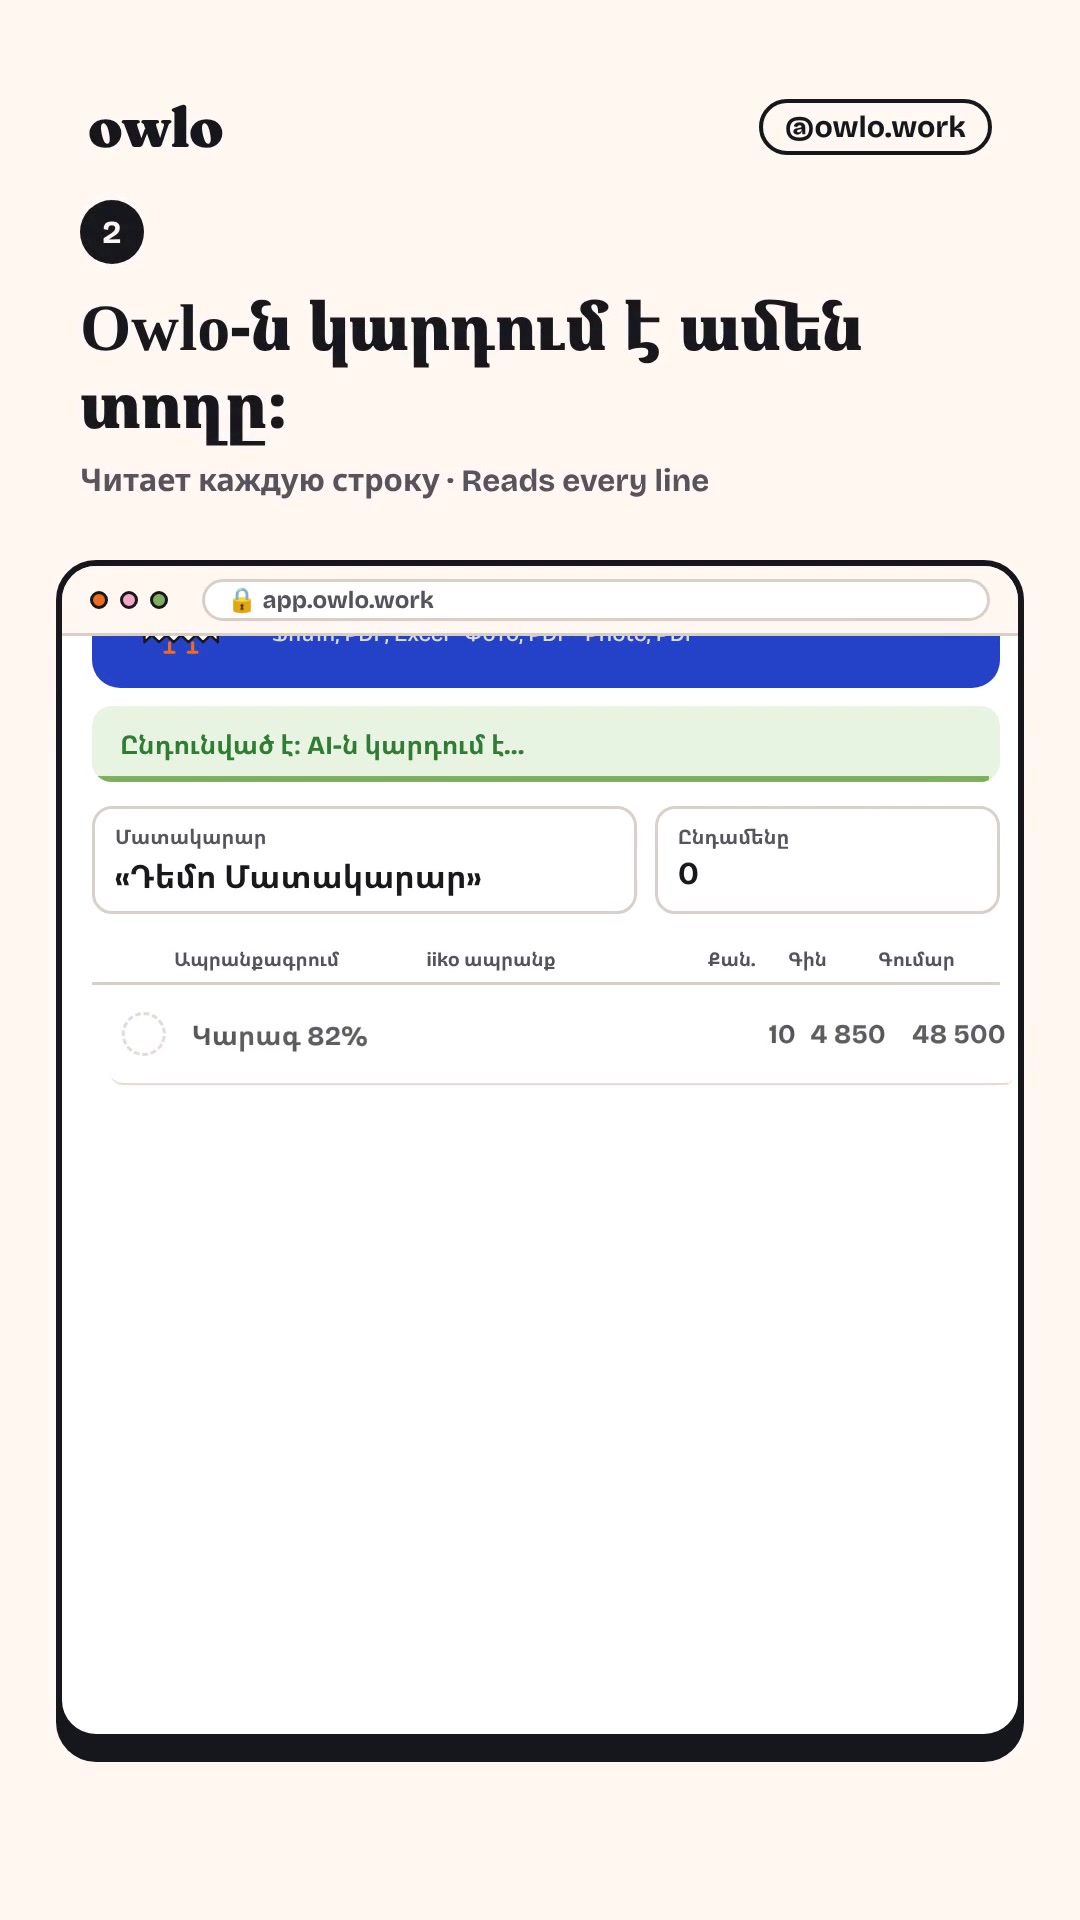 owlo
@owlo.work
2
Owlo-ն կարդում է ամեն
տողը:
Читает каждую строку · Reads every line
app.owlo.work
Ընդունված է: AI-ն կարդում է...
Մատակարար
Ընդամենը
«Դեմո Մատակարար»
0
Ապրանքագրում iiko ապրանք Քան. Գին Գումար
Կարագ 82% 10 4 850 48 500